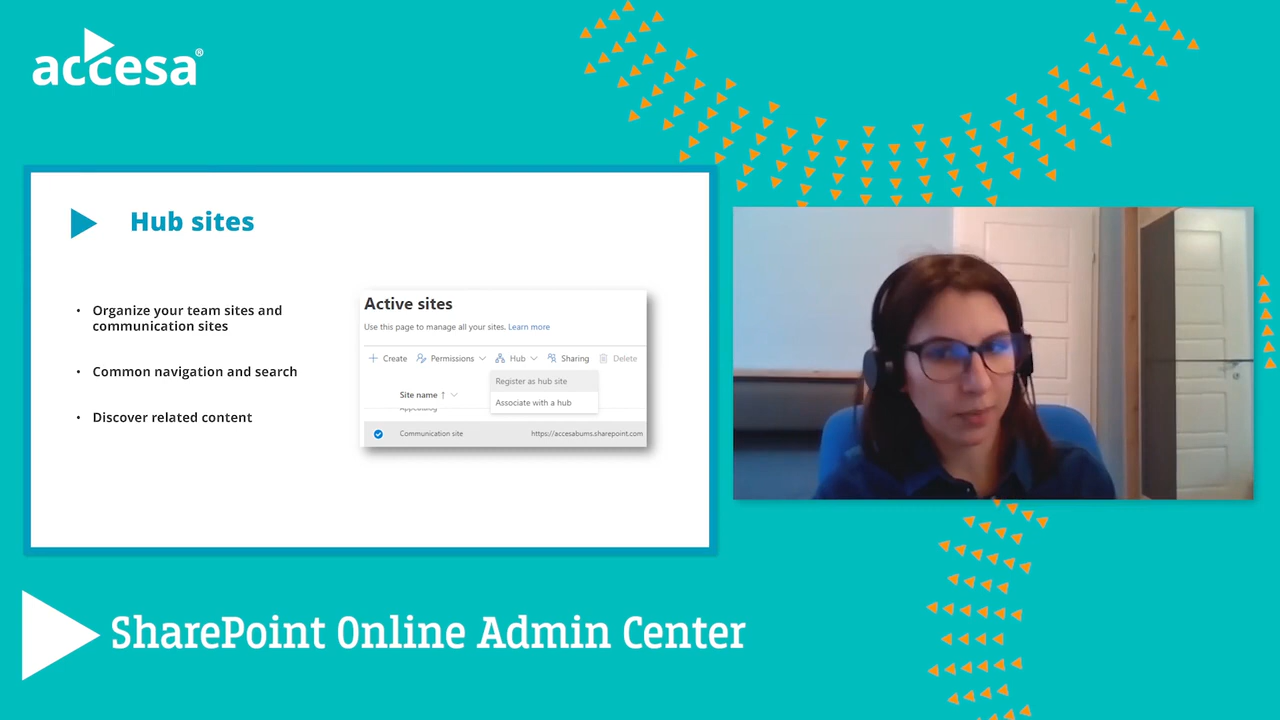 accesa®
Hub sites
• Organize your team sites and
communication sites
• Common navigation and search
• Discover related content
Active sites
Use this page to manage all your sites. Learn more
Create Permissions Hub Sharing Delete
Register as hub site
Site name ↑
Associate with a hub
Appcatalog
Communication site https://accesabums.sharepoint.com
SharePoint Online Admin Center